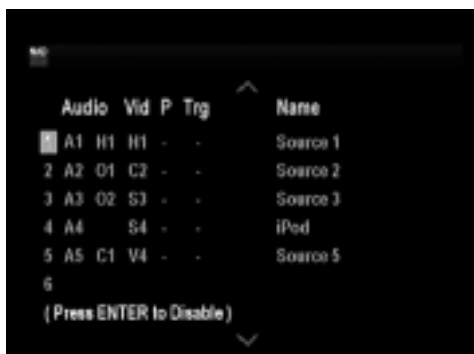 NAD
Audio Vid P Trg Name
1 A1 H1 H1 - - Source 1
2 A2 O1 C2 - - Source 2
3 A3 O2 S3 - - Source 3
4 A4 S4 - - iPod
5 A5 C1 V4 - - Source 5
6
( Press ENTER to Disable )